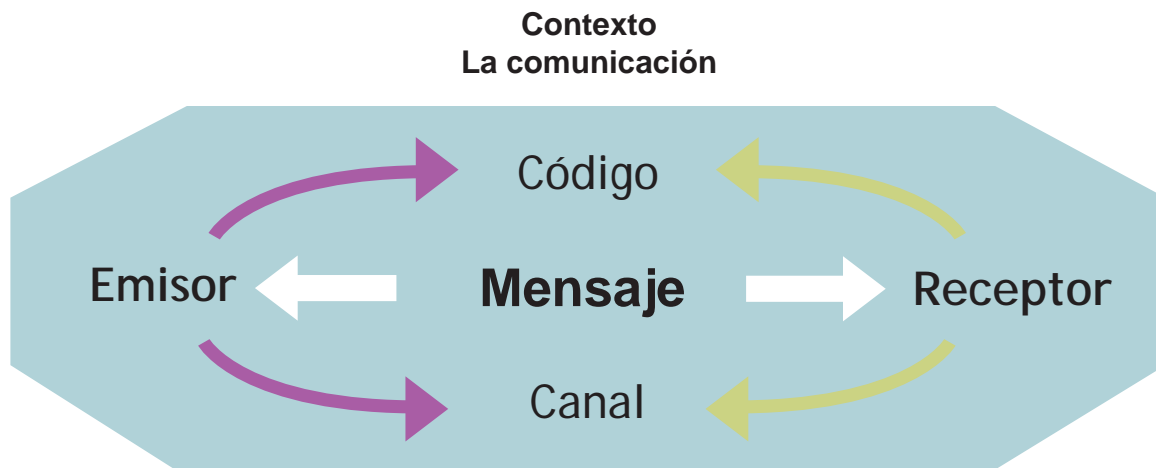 Contexto
La comunicación
Código
Emisor
Mensaje
Receptor
Canal